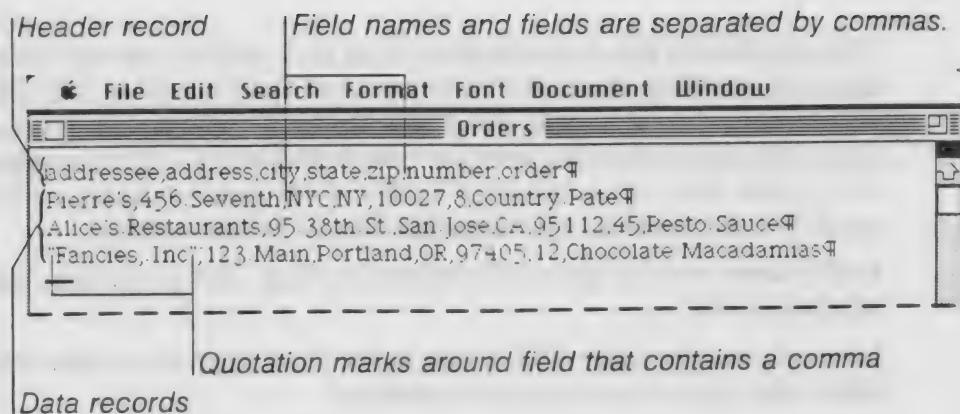 Header record
Field names and fields are separated by commas.
File Edit Search Format Font Document Window
Orders
addressee,address,city,state,zip,number,order¶
Pierre's,456 Seventh,NYC,NY,10027,8,Country Pate¶
Alice's Restaurants,95 38th St.,San Jose,CA,95112,45,Pesto Sauce¶
"Fancies, Inc",123 Main,Portland,OR,97405,12,Chocolate Macadamias¶
Quotation marks around field that contains a comma
Data records